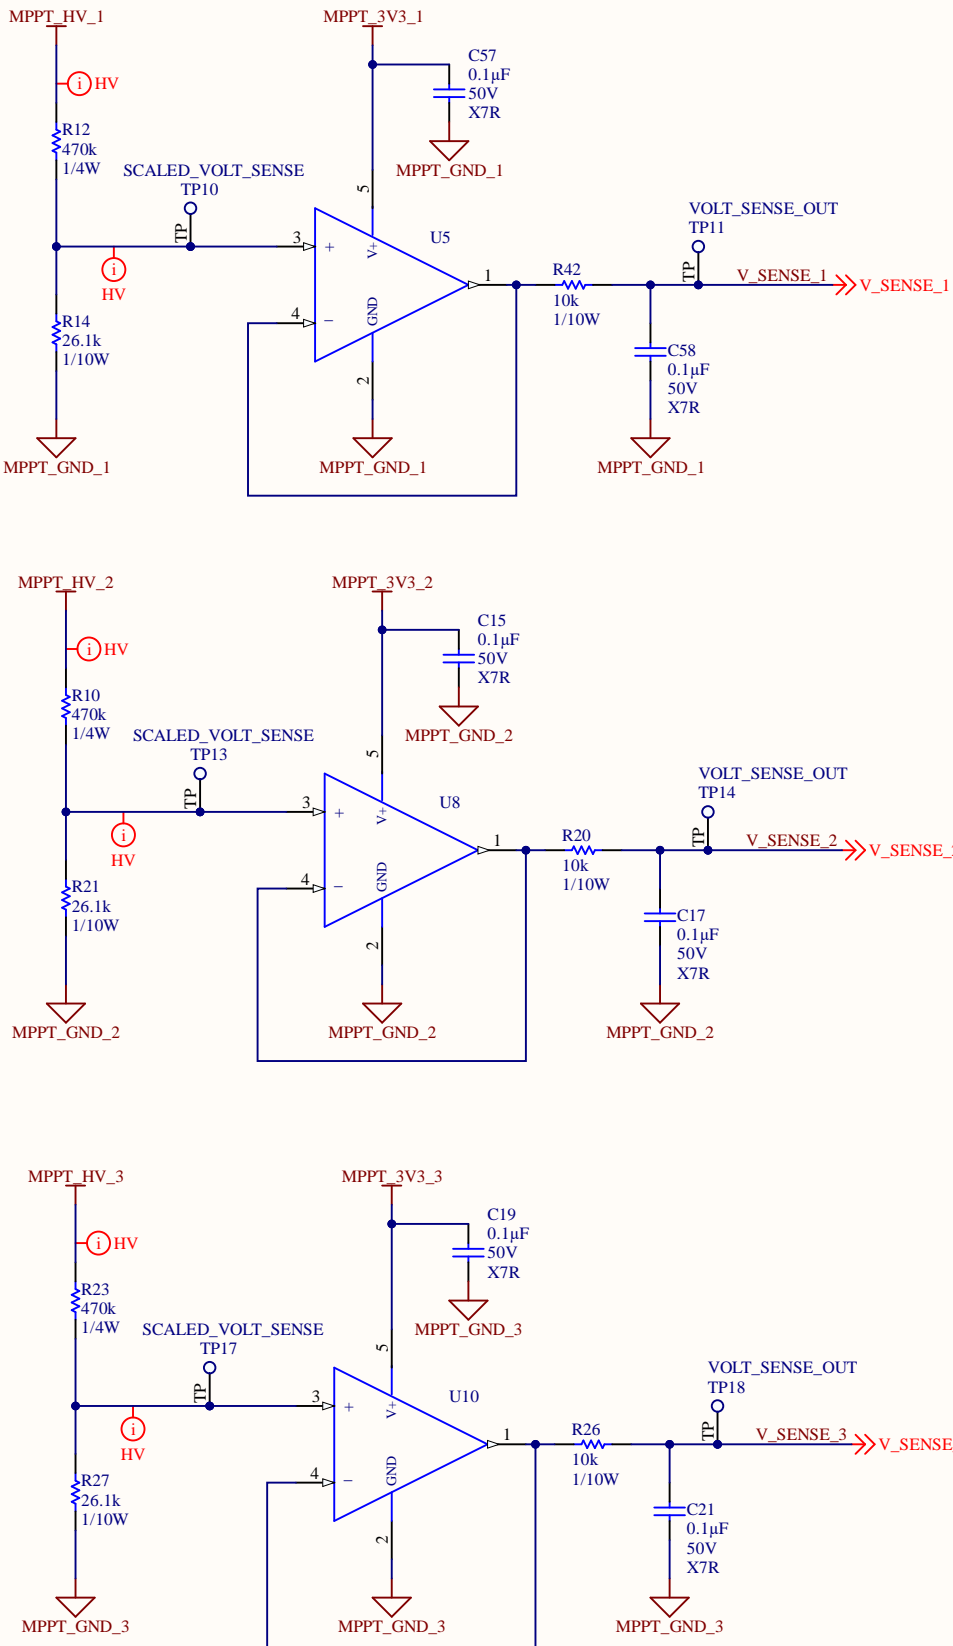 MPPT_HV_1
MPPT_3V3_1
i HV
C57
0.1µF
50V
X7R
MPPT_GND_1
R12
470k
1/4W
SCALED_VOLT_SENSE
TP10
TP
i
HV
5
3
+
V+
U5
4
−
GND
2
1
R42
10k
1/10W
VOLT_SENSE_OUT
TP11
TP
V_SENSE_1
V_SENSE_1
R14
26.1k
1/10W
C58
0.1µF
50V
X7R
MPPT_GND_1
MPPT_GND_1
MPPT_GND_1
MPPT_HV_2
MPPT_3V3_2
i HV
C15
0.1µF
50V
X7R
MPPT_GND_2
R10
470k
1/4W
SCALED_VOLT_SENSE
TP13
TP
i
HV
5
3
+
V+
U8
4
−
GND
2
1
R20
10k
1/10W
VOLT_SENSE_OUT
TP14
TP
V_SENSE_2
V_SENSE_2
R21
26.1k
1/10W
C17
0.1µF
50V
X7R
MPPT_GND_2
MPPT_GND_2
MPPT_GND_2
MPPT_HV_3
MPPT_3V3_3
i HV
C19
0.1µF
50V
X7R
MPPT_GND_3
R23
470k
1/4W
SCALED_VOLT_SENSE
TP17
TP
i
HV
5
3
+
V+
U10
4
−
GND
2
1
R26
10k
1/10W
VOLT_SENSE_OUT
TP18
TP
V_SENSE_3
V_SENSE_
R27
26.1k
1/10W
C21
0.1µF
50V
X7R
MPPT_GND_3
MPPT_GND_3
MPPT_GND_3